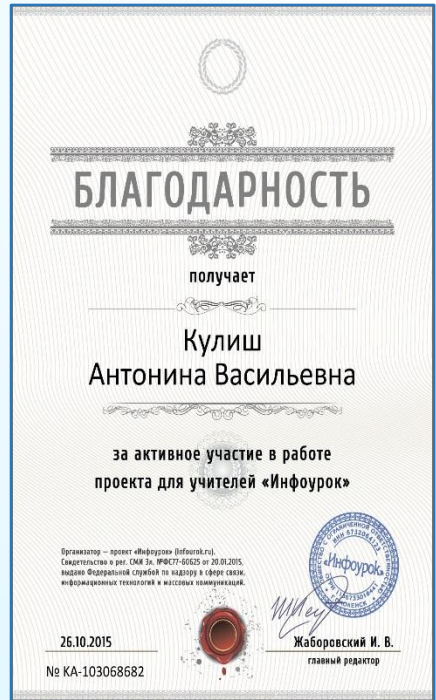 БЛАГОДАРНОСТЬ
получает
Кулиш
Антонина Васильевна
за активное участие в работе
проекта для учителей «Инфоурок»
Организатор – проект «Инфоурок» (infourok.ru).
Свидетельство о рег. СМИ Эл. №ФС77-60625 от 20.01.2015,
выдано Федеральной службой по надзору в сфере связи,
информационных технологий и массовых коммуникаций.
«Инфоурок»
26.10.2015
Жаборовский И. В.
главный редактор
№ КА-103068682